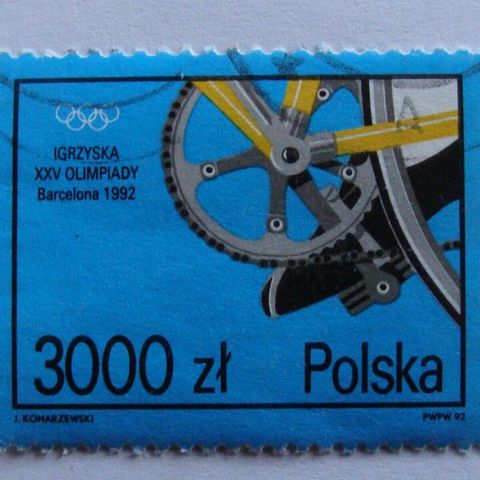 IGRZYSKA
XXV OLIMPIADY
Barcelona 1992
3000 zł Polska
J. KONARZEWSKI PWPW 92